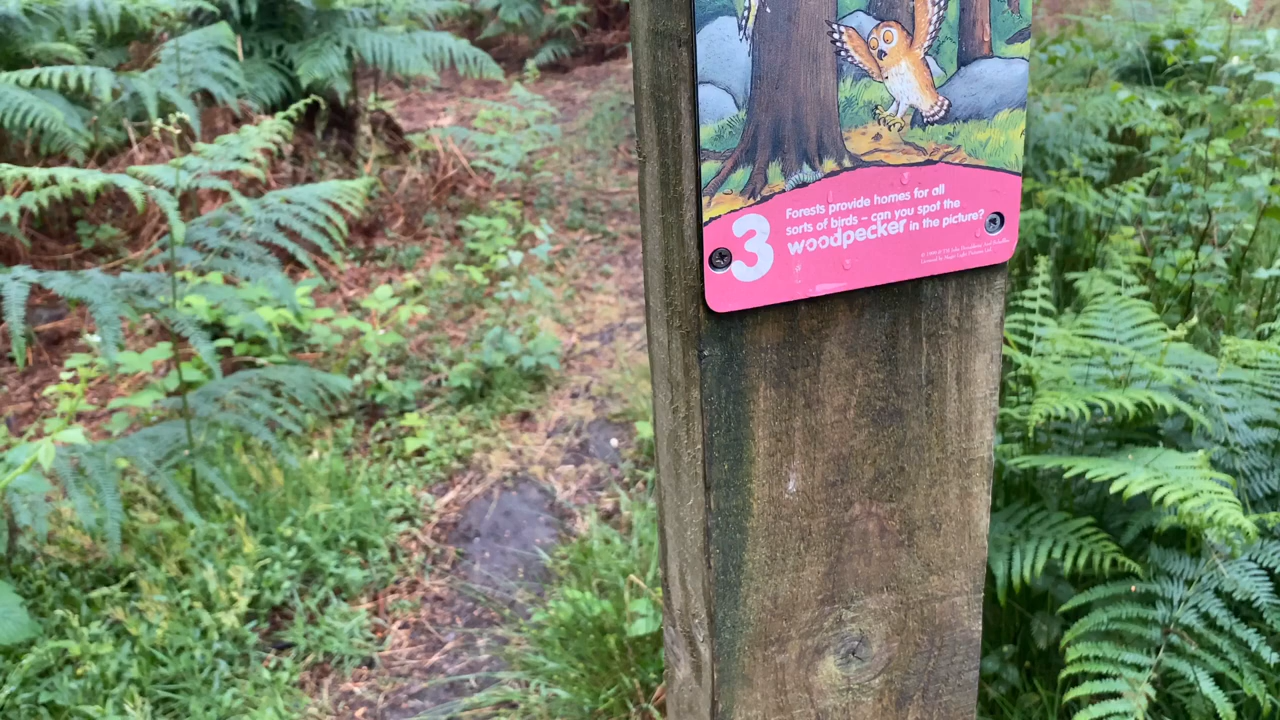 3
Forests provide homes for all
sorts of birds – can you spot the
woodpecker in the picture?